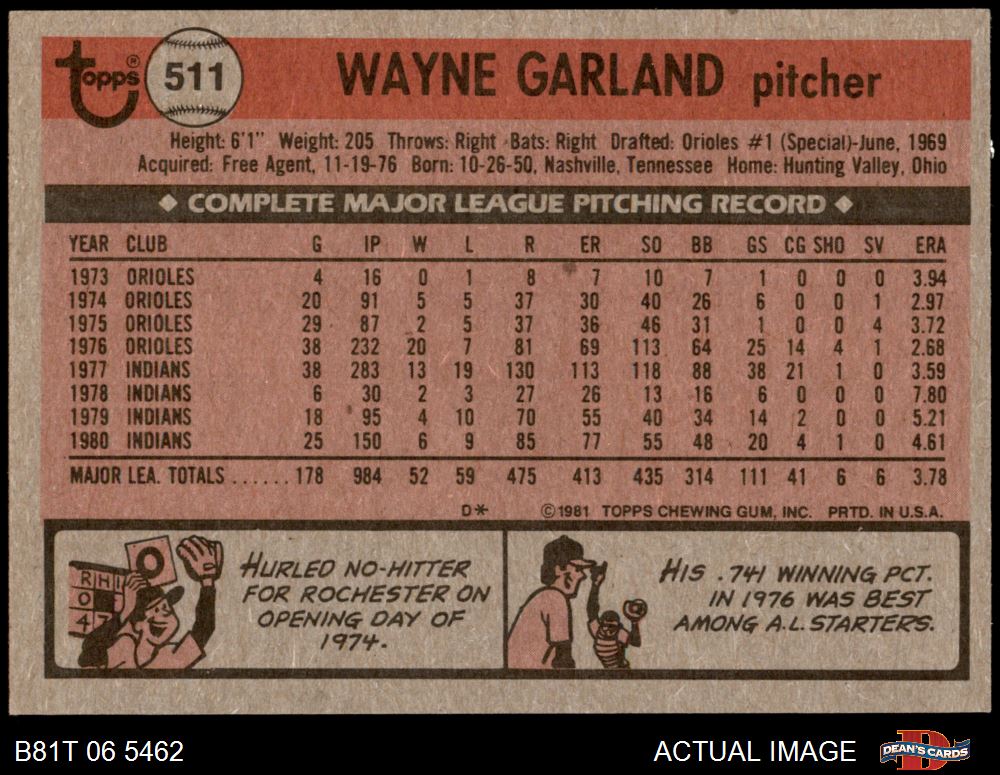 topps® 511 WAYNE GARLAND pitcher
Height: 6'1" Weight: 205 Throws: Right Bats: Right Drafted: Orioles #1 (Special)-June, 1969
Acquired: Free Agent, 11-19-76 Born: 10-26-50, Nashville, Tennessee Home: Hunting Valley, Ohio
◆ COMPLETE MAJOR LEAGUE PITCHING RECORD ◆
YEAR CLUB G IP W L R ER SO BB GS CG SHO SV ERA
1973 ORIOLES 4 16 0 1 8 7 10 7 1 0 0 0 3.94
1974 ORIOLES 20 91 5 5 37 30 40 26 6 0 0 1 2.97
1975 ORIOLES 29 87 2 5 37 36 46 31 1 0 0 4 3.72
1976 ORIOLES 38 232 20 7 81 69 113 64 25 14 4 1 2.68
1977 INDIANS 38 283 13 19 130 113 118 88 38 21 1 0 3.59
1978 INDIANS 6 30 2 3 27 26 13 16 6 0 0 0 7.80
1979 INDIANS 18 95 4 10 70 55 40 34 14 2 0 0 5.21
1980 INDIANS 25 150 6 9 85 77 55 48 20 4 1 0 4.61
MAJOR LEA. TOTALS ...... 178 984 52 59 475 413 435 314 111 41 6 6 3.78
D* ©1981 TOPPS CHEWING GUM, INC. PRTD. IN U.S.A.
RHI
0
0
47
HURLED NO-HITTER
FOR ROCHESTER ON
OPENING DAY OF
1974.
HIS .741 WINNING PCT.
IN 1976 WAS BEST
AMONG A.L. STARTERS.
B81T 06 5462 ACTUAL IMAGE DEAN'S CARDS